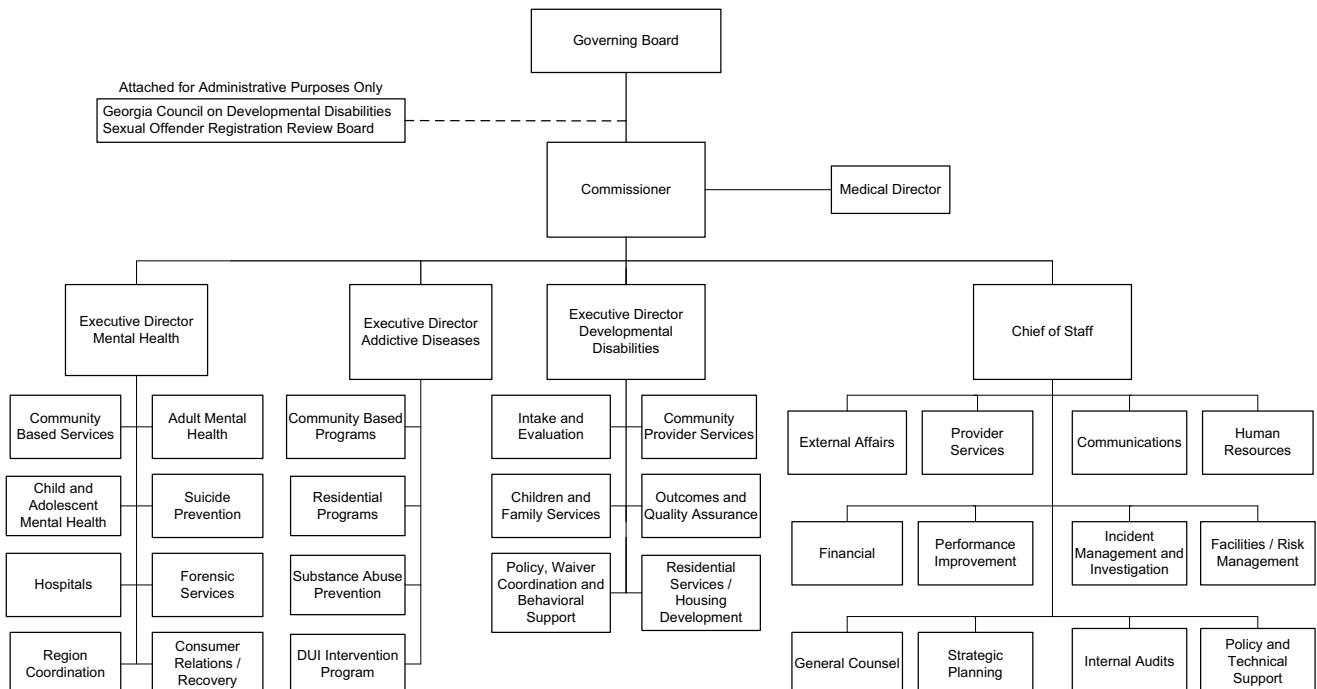 Governing Board
Attached for Administrative Purposes Only
Georgia Council on Developmental Disabilities
Sexual Offender Registration Review Board
Commissioner
Medical Director
Executive Director
Mental Health
Executive Director
Addictive Diseases
Executive Director
Developmental
Disabilities
Chief of Staff
Community
Based Services
Adult Mental
Health
Child and
Adolescent
Mental Health
Suicide
Prevention
Hospitals
Forensic
Services
Region
Coordination
Consumer
Relations /
Recovery
Community Based
Programs
Residential
Programs
Substance Abuse
Prevention
DUI Intervention
Program
Intake and
Evaluation
Community
Provider Services
Children and
Family Services
Outcomes and
Quality Assurance
Policy, Waiver
Coordination and
Behavioral
Support
Residential
Services /
Housing
Development
External Affairs
Provider
Services
Communications
Human
Resources
Financial
Performance
Improvement
Incident
Management and
Investigation
Facilities / Risk
Management
General Counsel
Strategic
Planning
Internal Audits
Policy and
Technical
Support